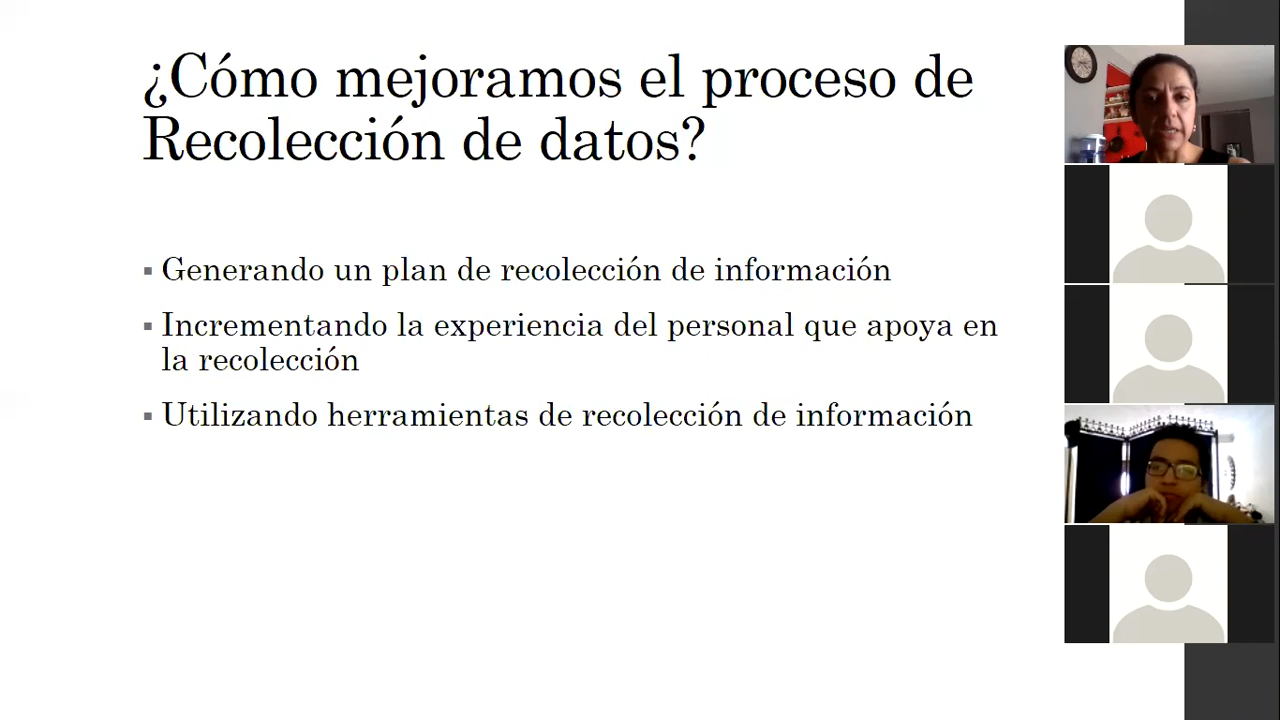 ¿Cómo mejoramos el proceso de
Recolección de datos?
▪ Generando un plan de recolección de información
▪ Incrementando la experiencia del personal que apoya en
la recolección
▪ Utilizando herramientas de recolección de información